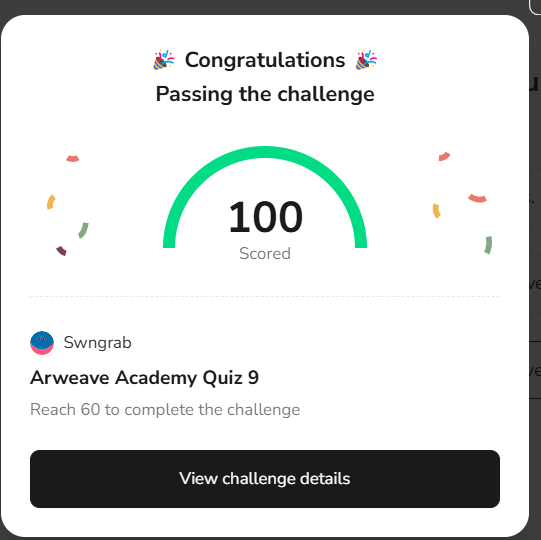 Congratulations
Passing the challenge
100
Scored
Swngrab
Arweave Academy Quiz 9
Reach 60 to complete the challenge
View challenge details